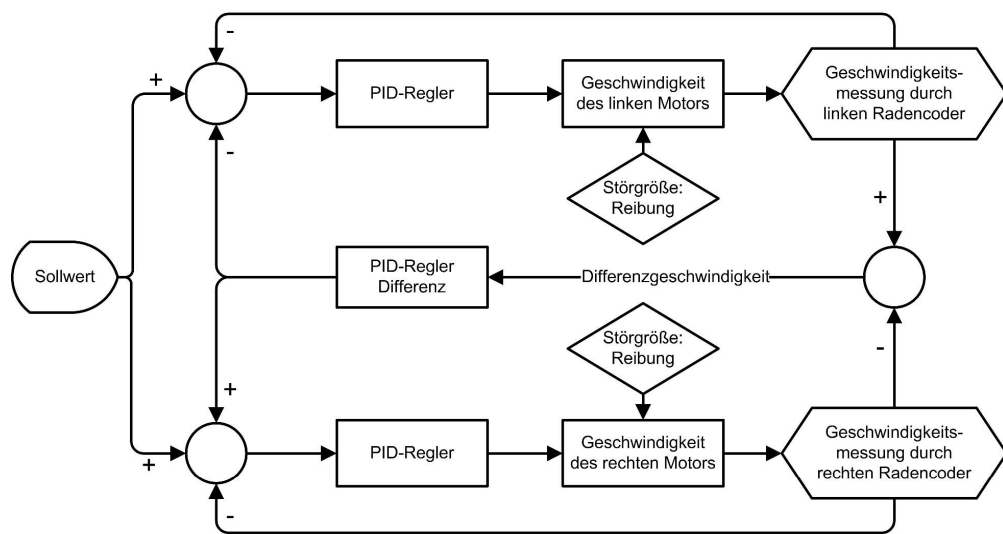 -
+
PID-Regler
Geschwindigkeit
des linken Motors
Geschwindigkeits-
messung durch
linken Radencoder
-
Störgröße:
Reibung
+
Sollwert
PID-Regler
Differenz
Differenzgeschwindigkeit
Störgröße:
Reibung
-
+
+
PID-Regler
Geschwindigkeit
des rechten Motors
Geschwindigkeits-
messung durch
rechten Radencoder
-